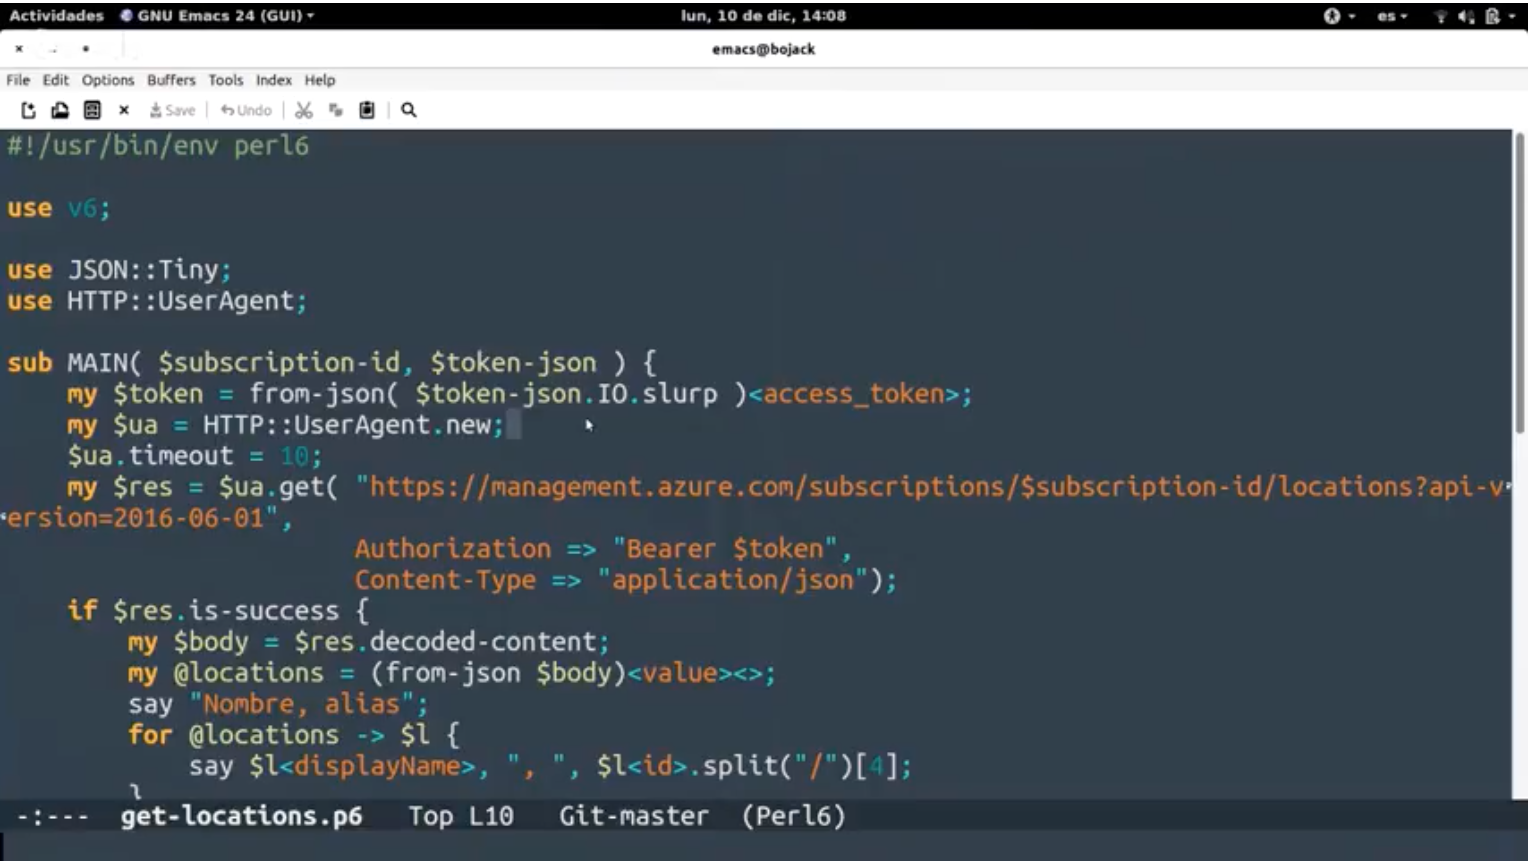 Actividades GNU Emacs 24 (GUI) lun, 10 de dic, 14:08 es
emacs@bojack
File Edit Options Buffers Tools Index Help
Save Undo
#!/usr/bin/env perl6
use v6;
use JSON::Tiny;
use HTTP::UserAgent;
sub MAIN( $subscription-id, $token-json ) {
    my $token = from-json( $token-json.IO.slurp )<access_token>;
    my $ua = HTTP::UserAgent.new;
    $ua.timeout = 10;
    my $res = $ua.get( "https://management.azure.com/subscriptions/$subscription-id/locations?api-v
ersion=2016-06-01",
                       Authorization => "Bearer $token",
                       Content-Type => "application/json");
    if $res.is-success {
        my $body = $res.decoded-content;
        my @locations = (from-json $body)<value><>;
        say "Nombre, alias";
        for @locations -> $l {
            say $l<displayName>, ", ", $l<id>.split("/")[4];
        }
-:--- get-locations.p6 Top L10 Git-master (Perl6)